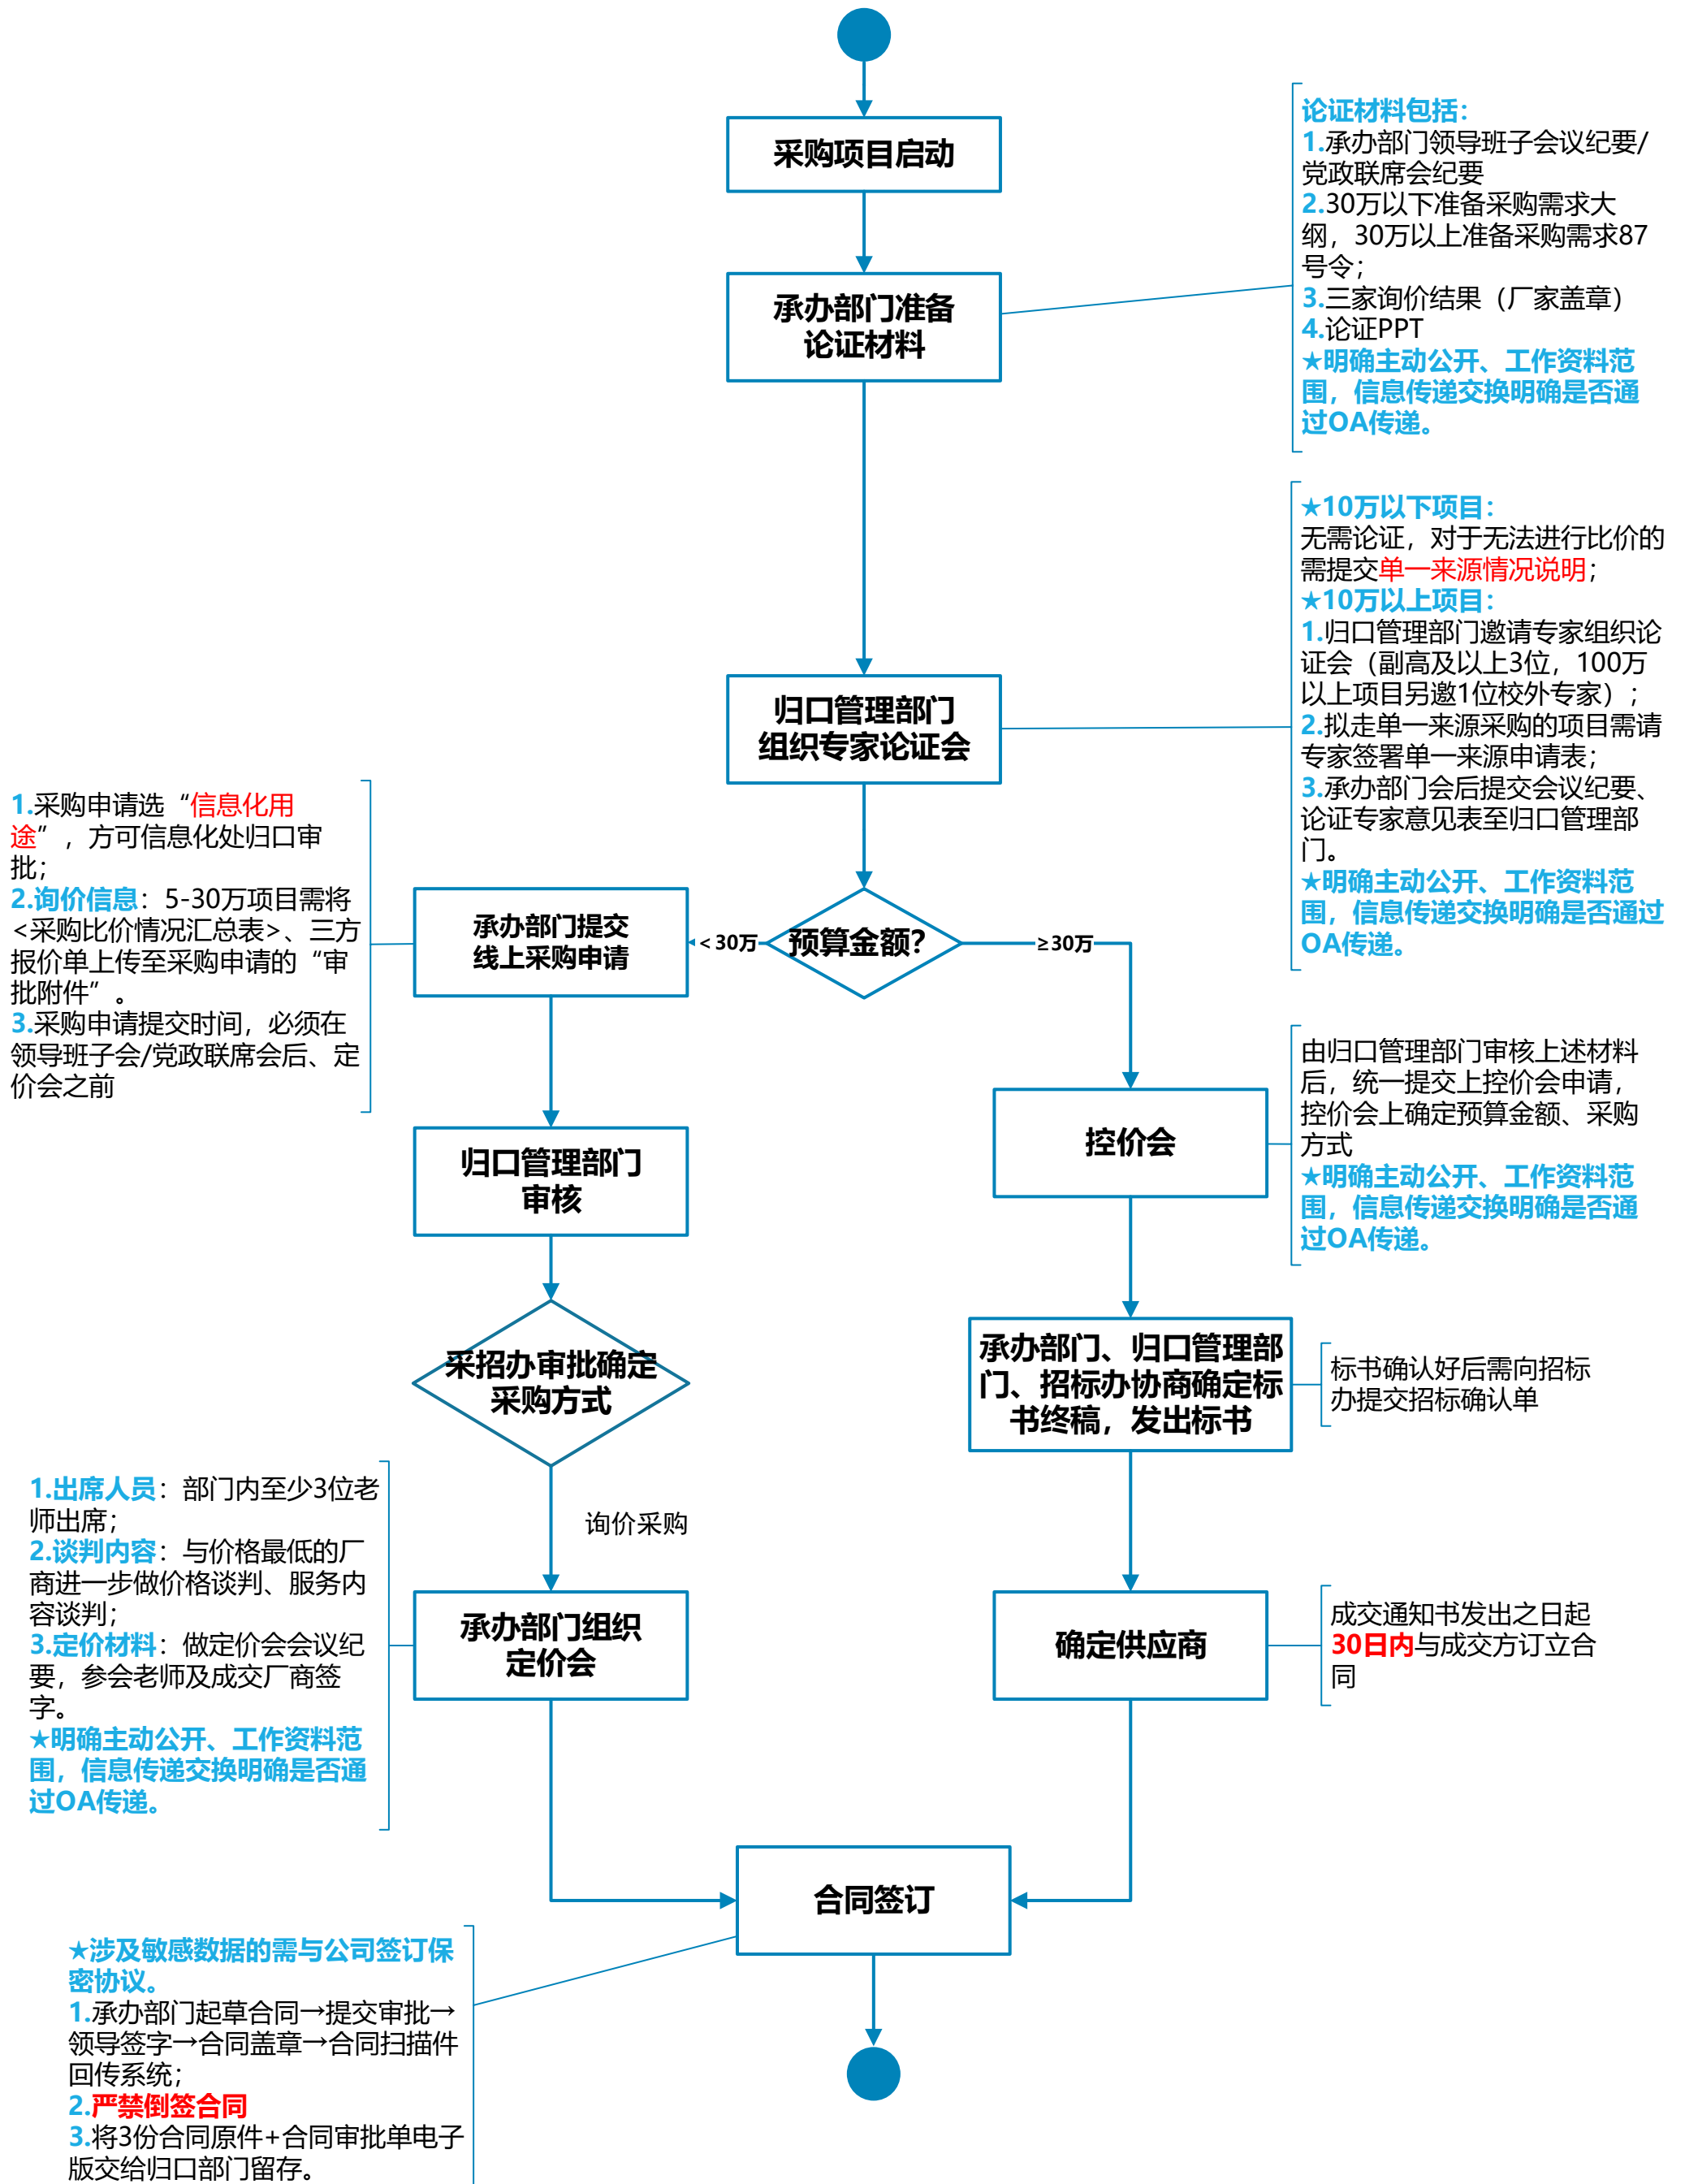 采购项目启动
论证材料包括：
1.承办部门领导班子会议纪要/
党政联席会纪要
2.30万以下准备采购需求大
纲，30万以上准备采购需求87
号令；
3.三家询价结果（厂家盖章）
4.论证PPT
★明确主动公开、工作资料范
围，信息传递交换明确是否通
过OA传递。
承办部门准备
论证材料
★10万以下项目：
无需论证，对于无法进行比价的
需提交单一来源情况说明；
★10万以上项目：
1.归口管理部门邀请专家组织论
证会（副高及以上3位，100万
以上项目另邀1位校外专家）；
2.拟走单一来源采购的项目需请
专家签署单一来源申请表；
3.承办部门会后提交会议纪要、
论证专家意见表至归口管理部
门。
★明确主动公开、工作资料范
围，信息传递交换明确是否通过
OA传递。
归口管理部门
组织专家论证会
1.采购申请选“信息化用
途”，方可信息化处归口审
批；
2.询价信息：5-30万项目需将
<采购比价情况汇总表>、三方
报价单上传至采购申请的“审
批附件”。
3.采购申请提交时间，必须在
领导班子会/党政联席会后、定
价会之前
承办部门提交
线上采购申请
＜30万
预算金额？
≥30万
由归口管理部门审核上述材料
后，统一提交上控价会申请，
控价会上确定预算金额、采购
方式
★明确主动公开、工作资料范
围，信息传递交换明确是否通
过OA传递。
归口管理部门
审核
控价会
采招办审批确定
采购方式
承办部门、归口管理部
门、招标办协商确定标
书终稿，发出标书
标书确认好后需向招标
办提交招标确认单
1.出席人员：部门内至少3位老
师出席；
2.谈判内容：与价格最低的厂
商进一步做价格谈判、服务内
容谈判；
3.定价材料：做定价会会议纪
要，参会老师及成交厂商签
字。
★明确主动公开、工作资料范
围，信息传递交换明确是否通
过OA传递。
询价采购
承办部门组织
定价会
确定供应商
成交通知书发出之日起
30日内与成交方订立合
同
合同签订
★涉及敏感数据的需与公司签订保
密协议。
1.承办部门起草合同→提交审批→
领导签字→合同盖章→合同扫描件
回传系统；
2.严禁倒签合同
3.将3份合同原件+合同审批单电子
版交给归口部门留存。